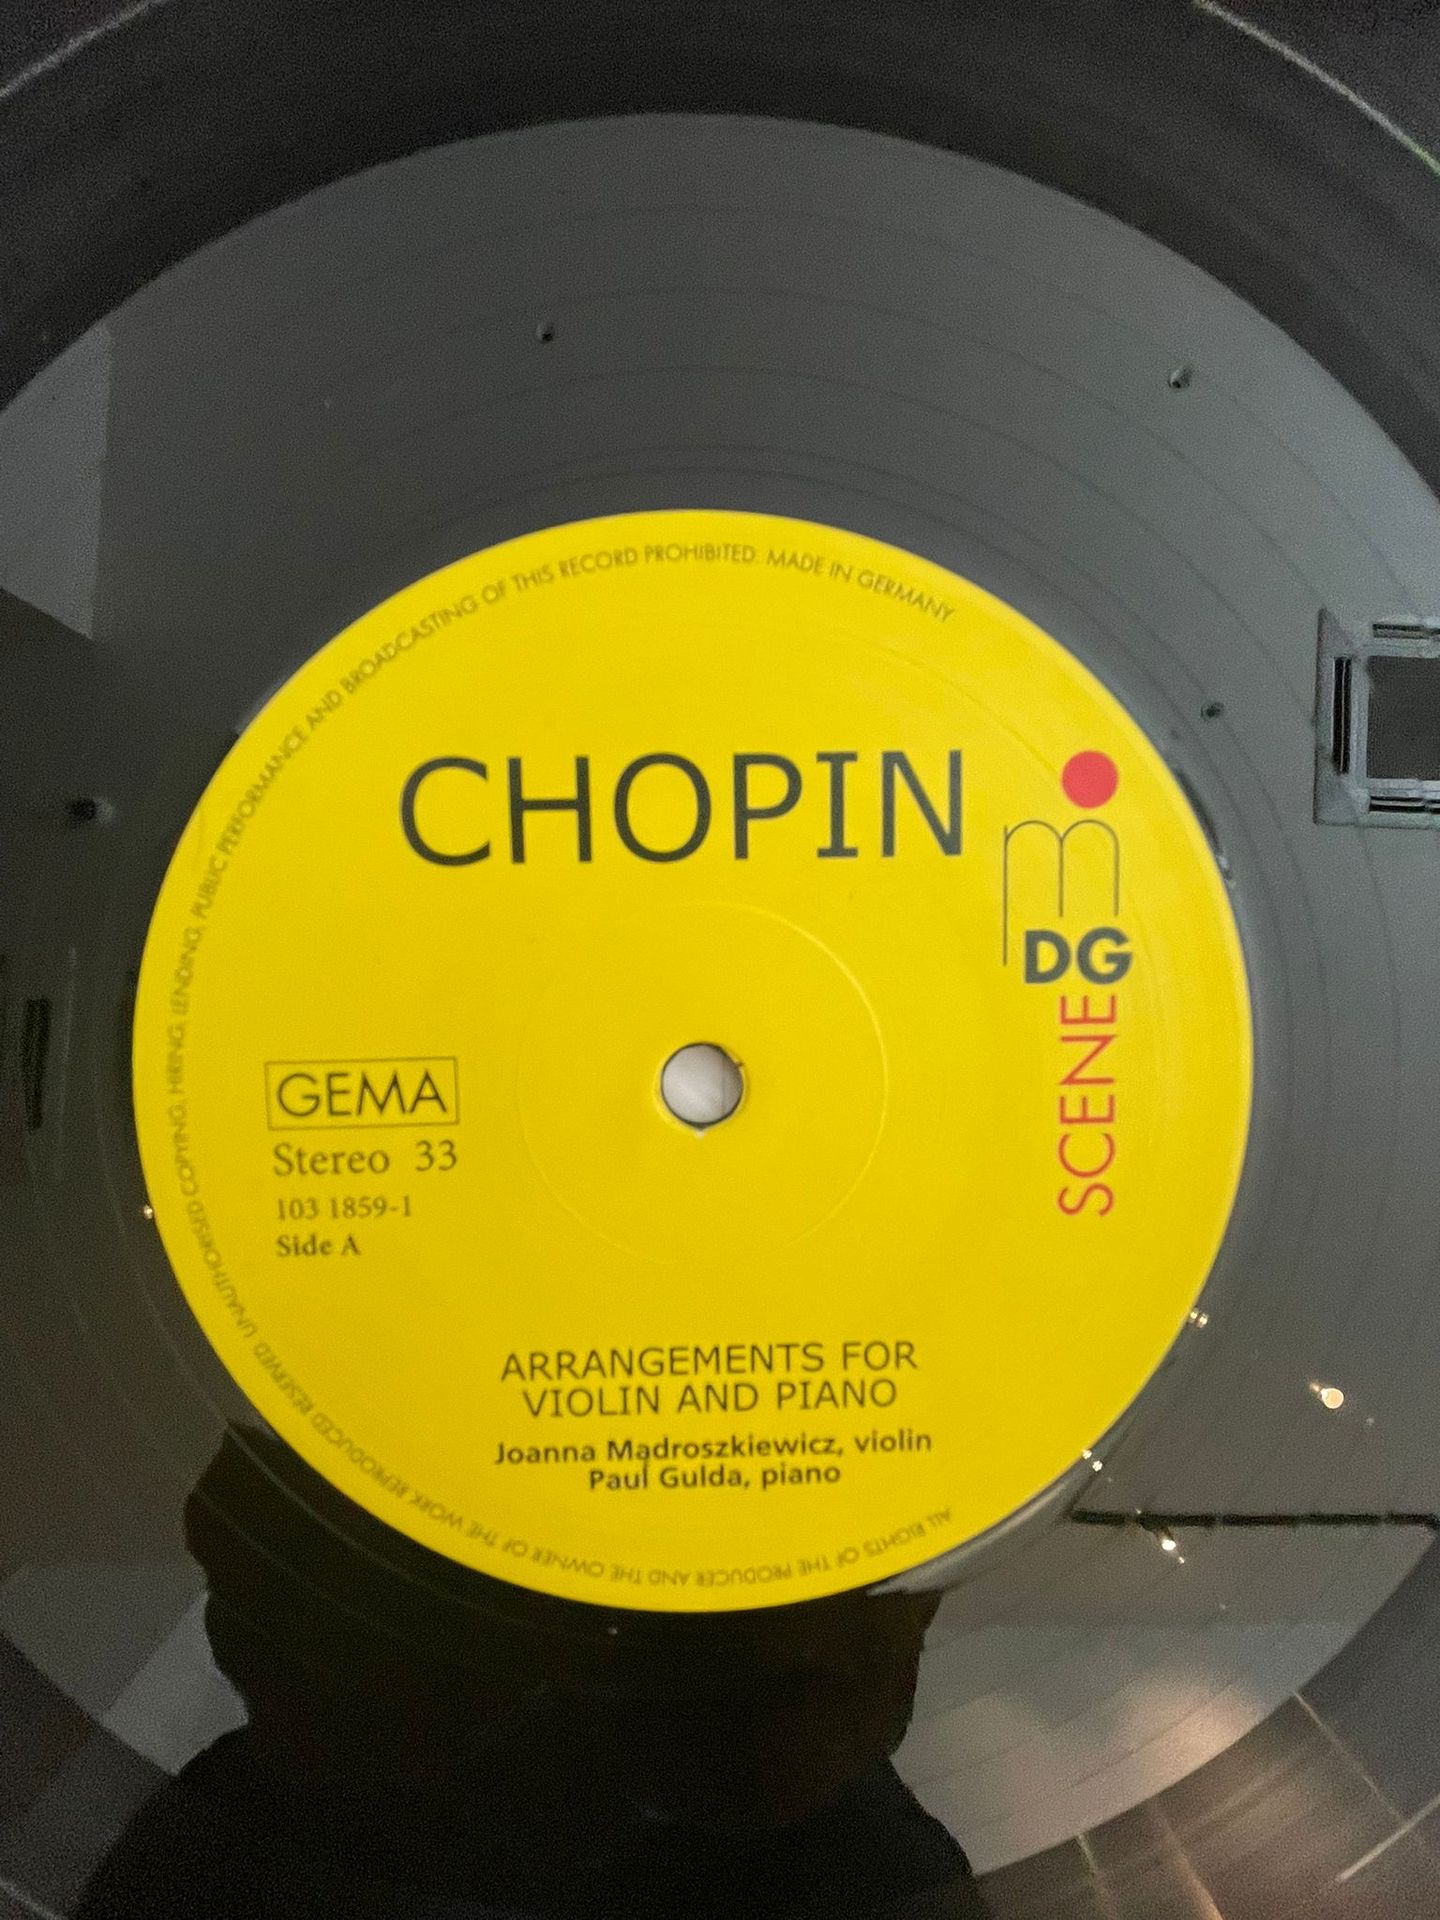 ALL RIGHTS OF THE PRODUCER AND THE OWNER OF THE WORK REPRODUCED RESERVED. UNAUTHORISED COPYING, HIRING, LENDING, PUBLIC PERFORMANCE AND BROADCASTING OF THIS RECORD PROHIBITED. MADE IN GERMANY
CHOPIN
m
DG
SCENE
GEMA
Stereo 33
103 1859-1
Side A
ARRANGEMENTS FOR
VIOLIN AND PIANO
Joanna Mądroszkiewicz, violin
Paul Gulda, piano